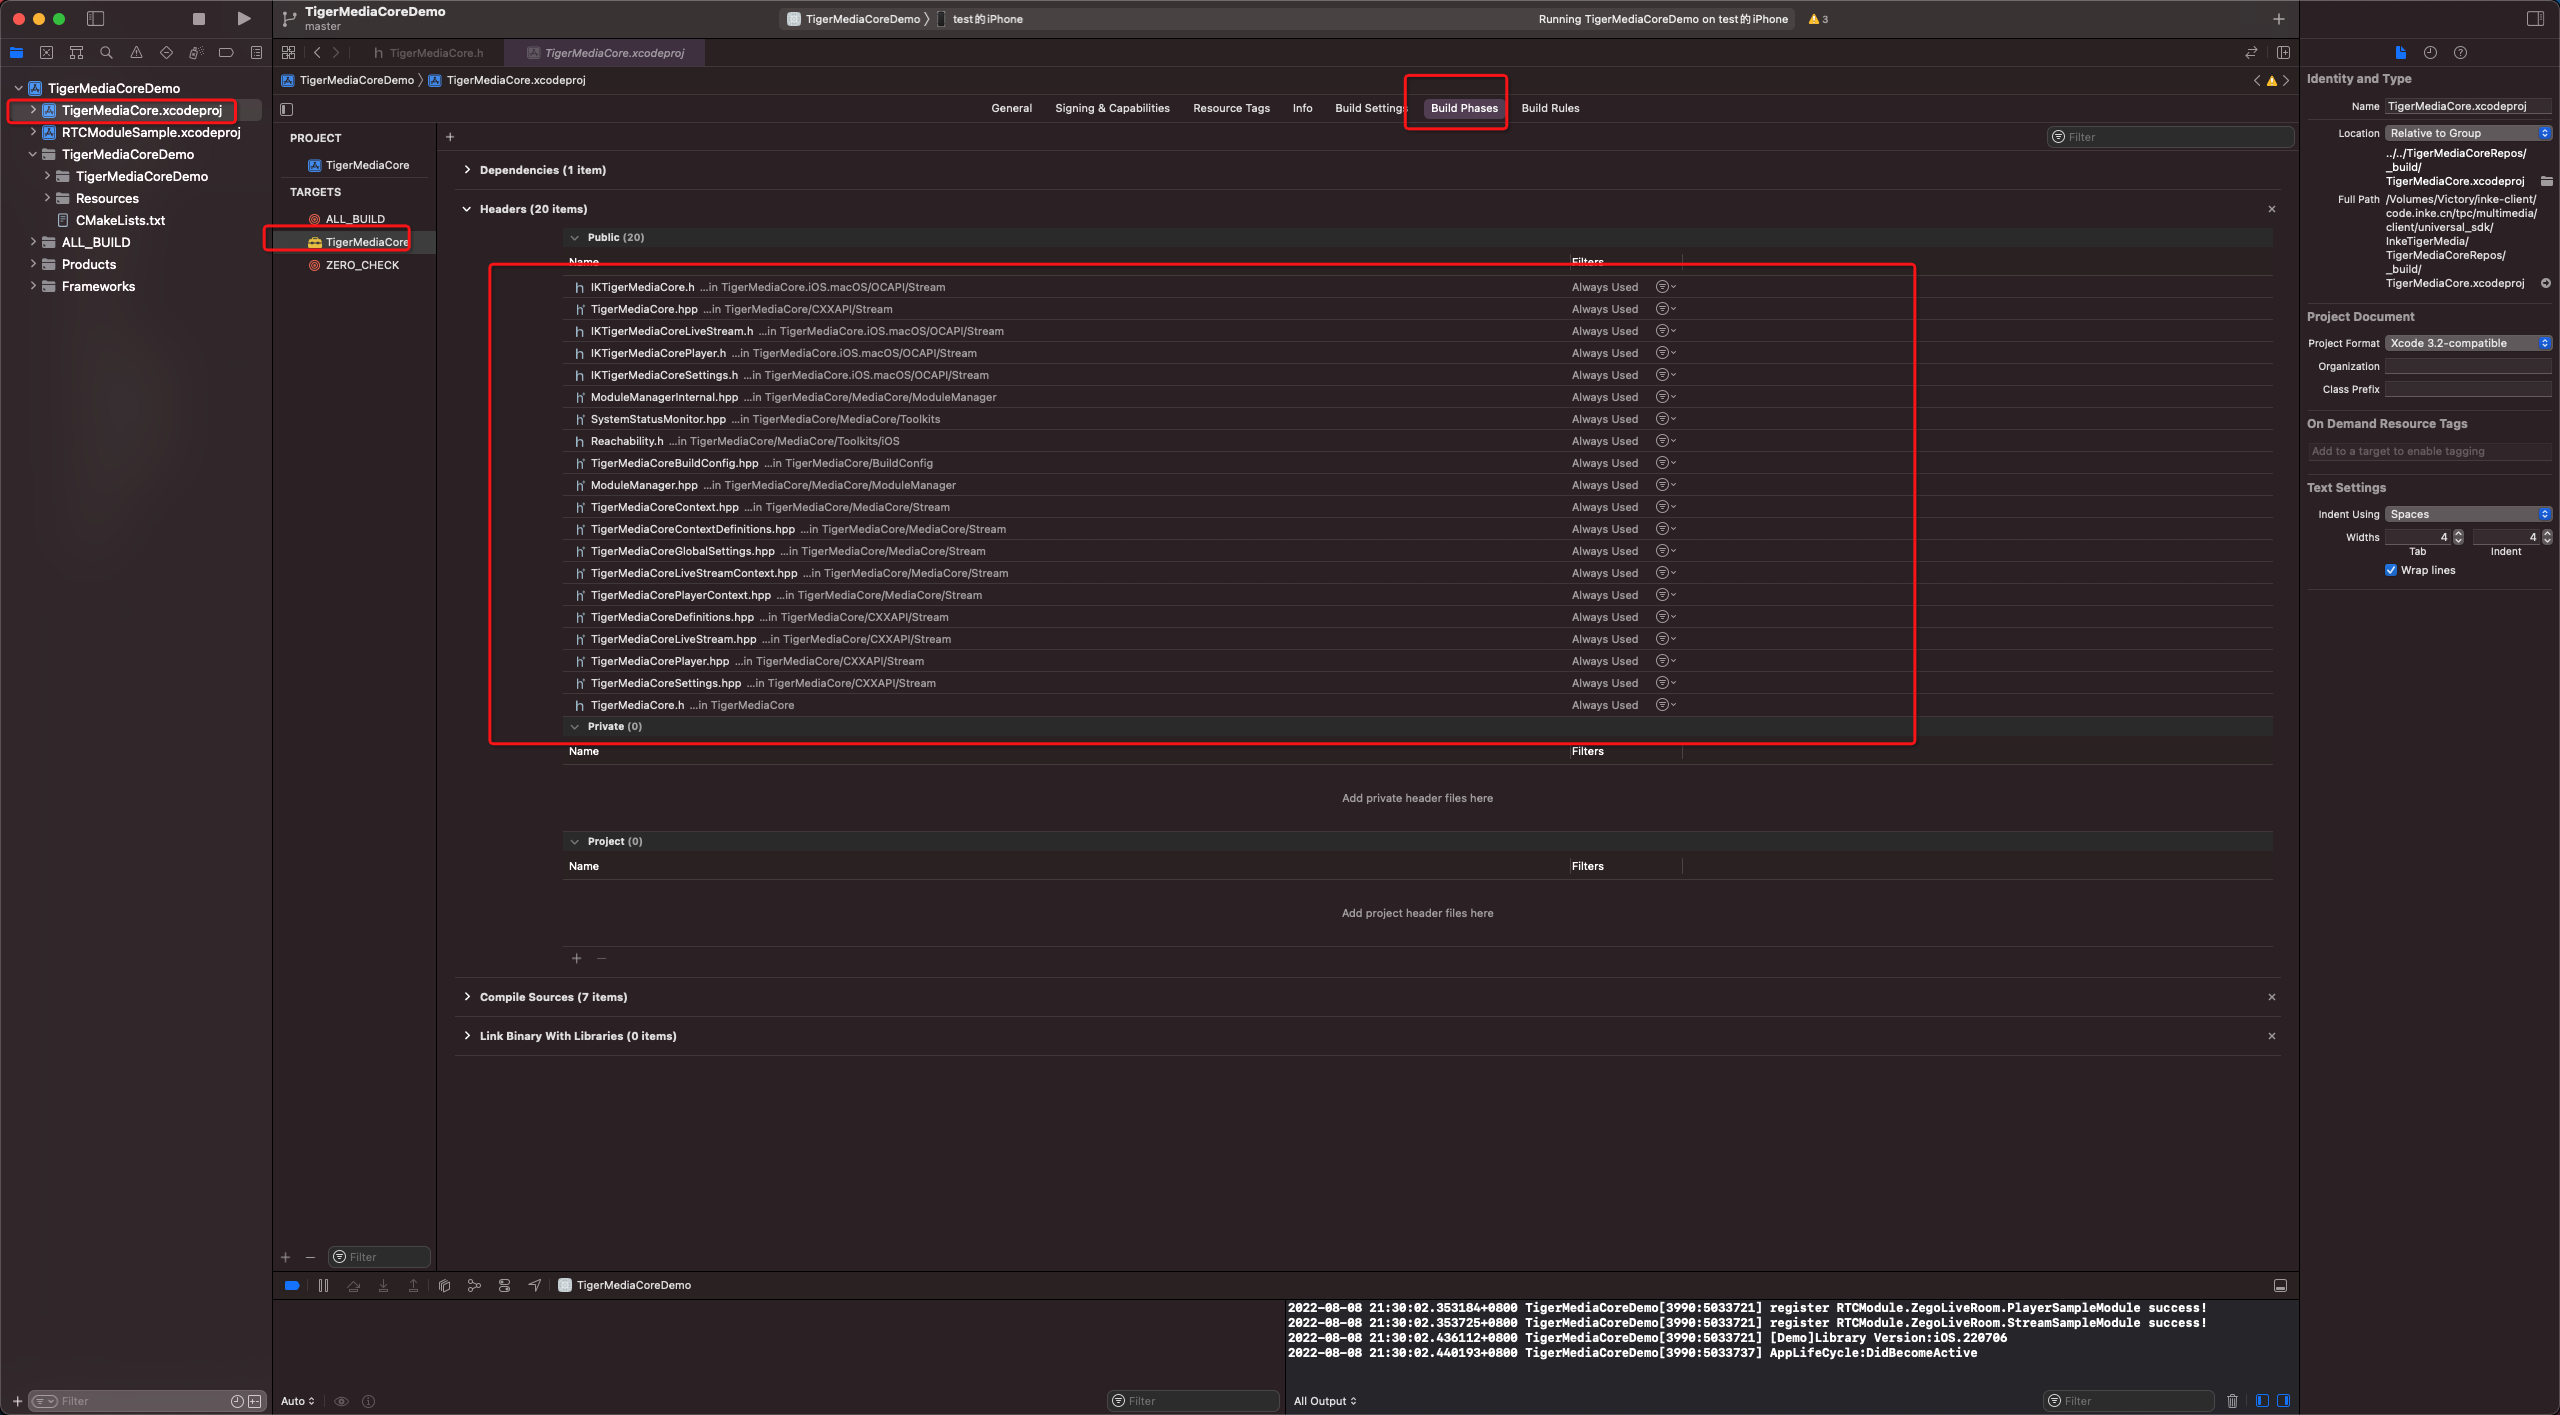 TigerMediaCoreDemo
master
TigerMediaCoreDemo 〉 test的iPhone
Running TigerMediaCoreDemo on test的iPhone
3
TigerMediaCore.h
TigerMediaCore.xcodeproj
TigerMediaCoreDemo 〉 TigerMediaCore.xcodeproj
TigerMediaCoreDemo
TigerMediaCore.xcodeproj
RTCModuleSample.xcodeproj
TigerMediaCoreDemo
TigerMediaCoreDemo
Resources
CMakeLists.txt
ALL_BUILD
Products
Frameworks
General
Signing & Capabilities
Resource Tags
Info
Build Settings
Build Phases
Build Rules
PROJECT
TigerMediaCore
TARGETS
ALL_BUILD
TigerMediaCore
ZERO_CHECK
Filter
Dependencies (1 item)
Headers (20 items)
Public (20)
Name Filters
IKTigerMediaCore.h ...in TigerMediaCore.iOS.macOS/OCAPI/Stream Always Used
TigerMediaCore.hpp ...in TigerMediaCore/CXXAPI/Stream Always Used
IKTigerMediaCoreLiveStream.h ...in TigerMediaCore.iOS.macOS/OCAPI/Stream Always Used
IKTigerMediaCorePlayer.h ...in TigerMediaCore.iOS.macOS/OCAPI/Stream Always Used
IKTigerMediaCoreSettings.h ...in TigerMediaCore.iOS.macOS/OCAPI/Stream Always Used
ModuleManagerInternal.hpp ...in TigerMediaCore/MediaCore/ModuleManager Always Used
SystemStatusMonitor.hpp ...in TigerMediaCore/MediaCore/Toolkits Always Used
Reachability.h ...in TigerMediaCore/MediaCore/Toolkits/iOS Always Used
TigerMediaCoreBuildConfig.hpp ...in TigerMediaCore/BuildConfig Always Used
ModuleManager.hpp ...in TigerMediaCore/MediaCore/ModuleManager Always Used
TigerMediaCoreContext.hpp ...in TigerMediaCore/MediaCore/Stream Always Used
TigerMediaCoreContextDefinitions.hpp ...in TigerMediaCore/MediaCore/Stream Always Used
TigerMediaCoreGlobalSettings.hpp ...in TigerMediaCore/MediaCore/Stream Always Used
TigerMediaCoreLiveStreamContext.hpp ...in TigerMediaCore/MediaCore/Stream Always Used
TigerMediaCorePlayerContext.hpp ...in TigerMediaCore/MediaCore/Stream Always Used
TigerMediaCoreDefinitions.hpp ...in TigerMediaCore/CXXAPI/Stream Always Used
TigerMediaCoreLiveStream.hpp ...in TigerMediaCore/CXXAPI/Stream Always Used
TigerMediaCorePlayer.hpp ...in TigerMediaCore/CXXAPI/Stream Always Used
TigerMediaCoreSettings.hpp ...in TigerMediaCore/CXXAPI/Stream Always Used
TigerMediaCore.h ...in TigerMediaCore Always Used
Private (0)
Name Filters
Add private header files here
Project (0)
Name Filters
Add project header files here
Compile Sources (7 items)
Link Binary With Libraries (0 items)
Filter
Identity and Type
Name TigerMediaCore.xcodeproj
Location Relative to Group
../../TigerMediaCoreRepos/
_build/
TigerMediaCore.xcodeproj
Full Path /Volumes/Victory/inke-client/
code.inke.cn/tpc/multimedia/
client/universal_sdk/
InkeTigerMedia/
TigerMediaCoreRepos/
_build/
TigerMediaCore.xcodeproj
Project Document
Project Format Xcode 3.2-compatible
Organization
Class Prefix
On Demand Resource Tags
Add to a target to enable tagging
Text Settings
Indent Using Spaces
Widths 4 4
Tab Indent
Wrap lines
TigerMediaCoreDemo
2022-08-08 21:30:02.353184+0800 TigerMediaCoreDemo[3990:5033721] register RTCModule.ZegoLiveRoom.PlayerSampleModule success!
2022-08-08 21:30:02.353725+0800 TigerMediaCoreDemo[3990:5033721] register RTCModule.ZegoLiveRoom.StreamSampleModule success!
2022-08-08 21:30:02.436112+0800 TigerMediaCoreDemo[3990:5033721] [Demo]Library Version:iOS.220706
2022-08-08 21:30:02.440193+0800 TigerMediaCoreDemo[3990:5033737] AppLifeCycle:DidBecomeActive
Filter
Auto
Filter
All Output
Filter